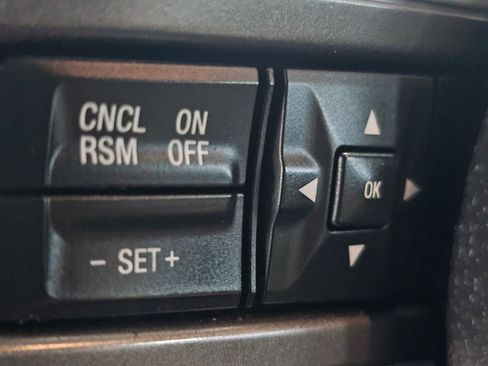 CNCL ON
RSM OFF
- SET +
OK